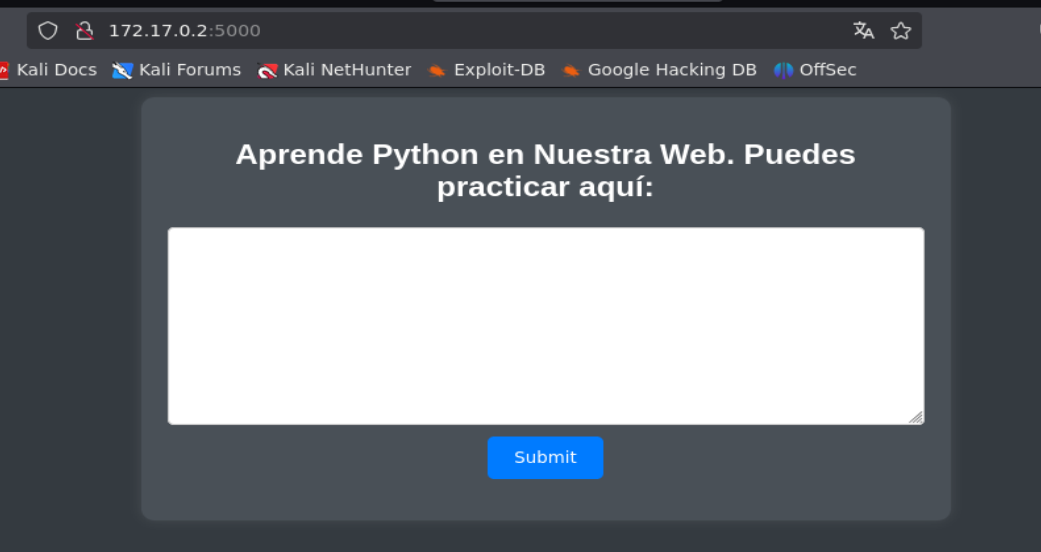 172.17.0.2:5000
Kali Docs Kali Forums Kali NetHunter Exploit-DB Google Hacking DB OffSec
Aprende Python en Nuestra Web. Puedes
practicar aquí:
Submit